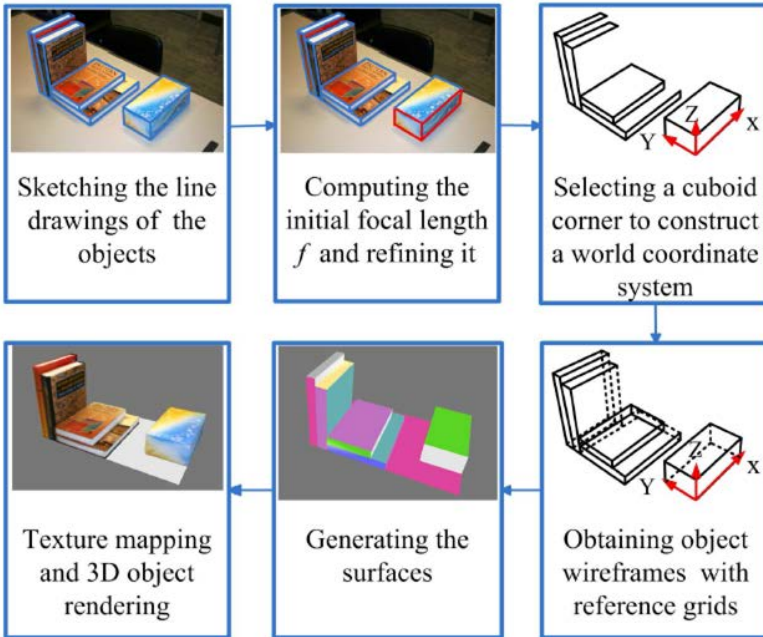 Sketching the line
drawings of the
objects
Computing the
initial focal length
f and refining it
Z
Y
X
Selecting a cuboid
corner to construct
a world coordinate
system
Z
Y
X
Obtaining object
wireframes with
reference grids
Generating the
surfaces
Texture mapping
and 3D object
rendering